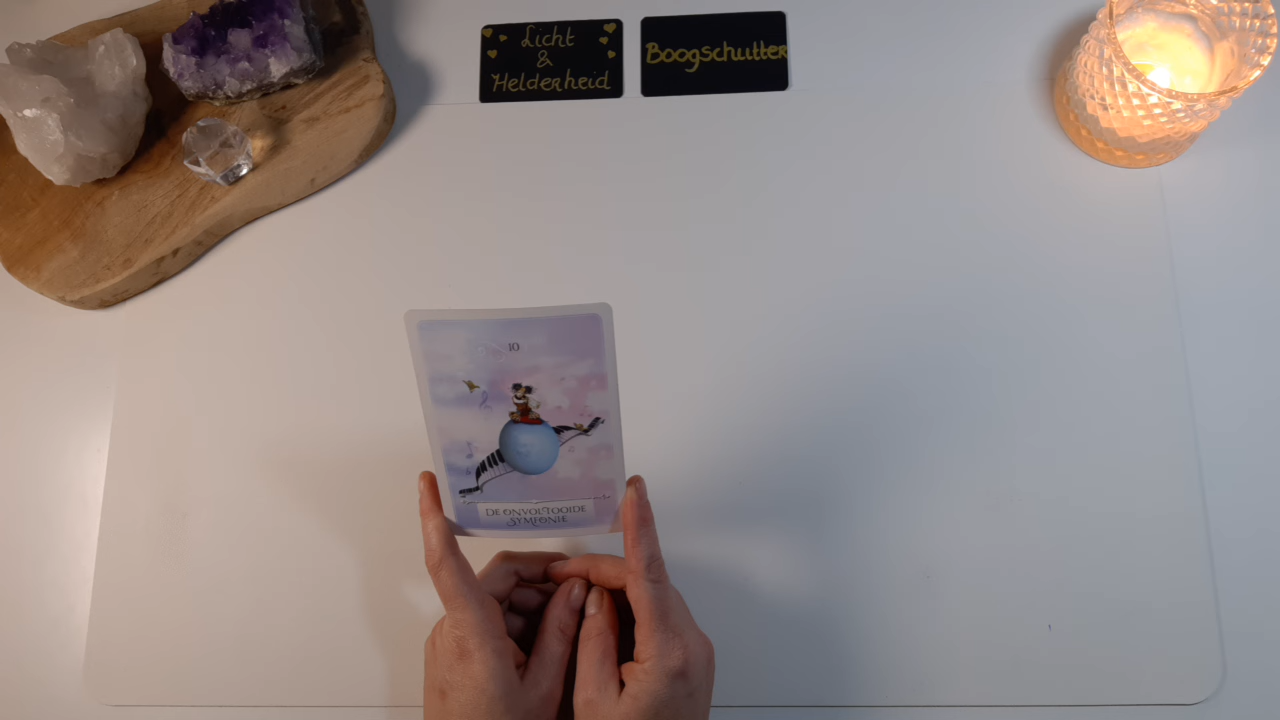 Licht
&
Helderheid
Boogschutter
10
DE ONVOLTOOIDE
SYMFONIE